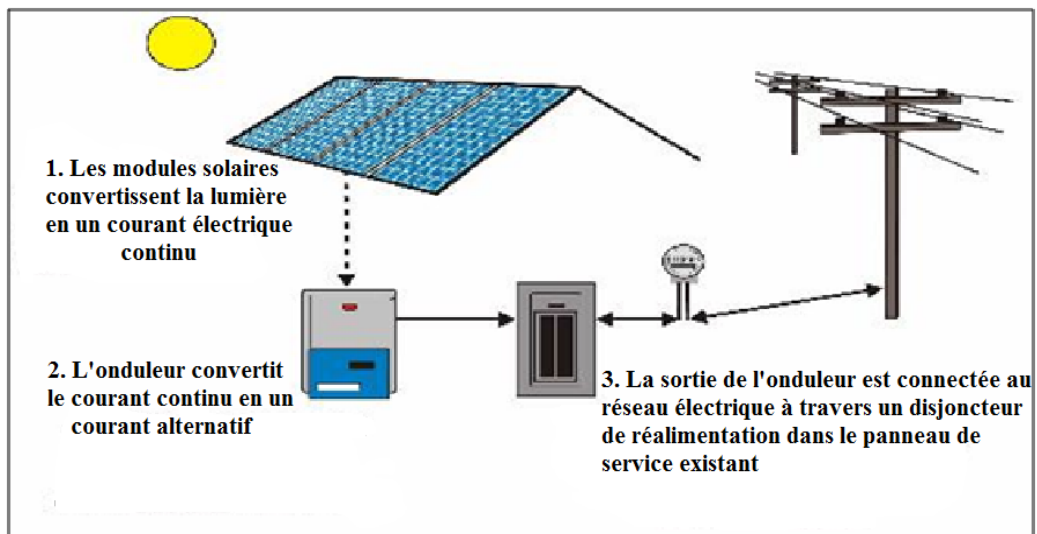 1. Les modules solaires
convertissent la lumière
en un courant électrique
continu
2. L'onduleur convertit
le courant continu en un
courant alternatif
3. La sortie de l'onduleur est connectée au
réseau électrique à travers un disjoncteur
de réalimentation dans le panneau de
service existant